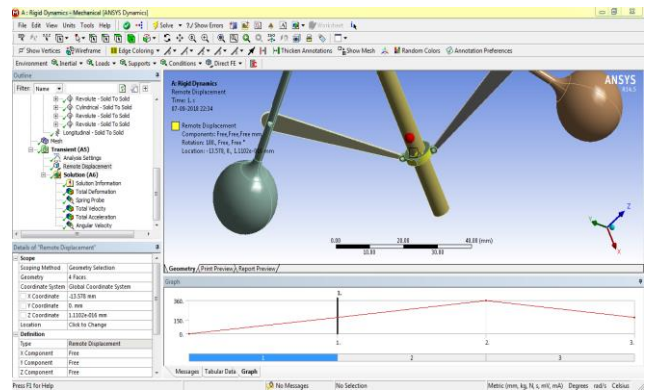 A : Rigid Dynamics - Mechanical [ANSYS Dynamics]
File Edit View Units Tools Help Solve ?/ Show Errors Worksheet
Show Vertices Wireframe Edge Coloring Thicken Annotations Show Mesh Random Colors Annotation Preferences
Environment Inertial Loads Supports Conditions Direct FE
Outline
Filter: Name
Revolute - Solid To Solid
Cylindrical - Solid To Solid
Revolute - Solid To Solid
Revolute - Solid To Solid
Longitudinal - Solid To Solid
Mesh
Transient (A5)
Analysis Settings
Remote Displacement
Solution (A6)
Solution Information
Total Deformation
Spring Probe
Total Velocity
Total Acceleration
Angular Velocity
Details of "Remote Displacement"
Scope
Scoping Method Geometry Selection
Geometry 4 Faces
Coordinate System Global Coordinate System
X Coordinate -13.578 mm
Y Coordinate 0. mm
Z Coordinate 1.1102e-016 mm
Location Click to Change
Definition
Type Remote Displacement
X Component Free
Y Component Free
Z Component Free
A: Rigid Dynamics
Remote Displacement
Time: 1. s
07-09-2018 22:34
Remote Displacement
Components: Free,Free,Free mm
Rotation: 180., Free, Free °
ANSYS
R14.5
0.00 20.00 40.00 (mm)
10.00 30.00
Z
Y
X
Geometry Print Preview Report Preview
Graph
1.
360.
150.
0
1. 2. 3.
1 2 3
Messages Tabular Data Graph
Press F1 for Help No Messages No Selection Metric (mm, kg, N, s, mV, mA) Degrees rad/s Celsius